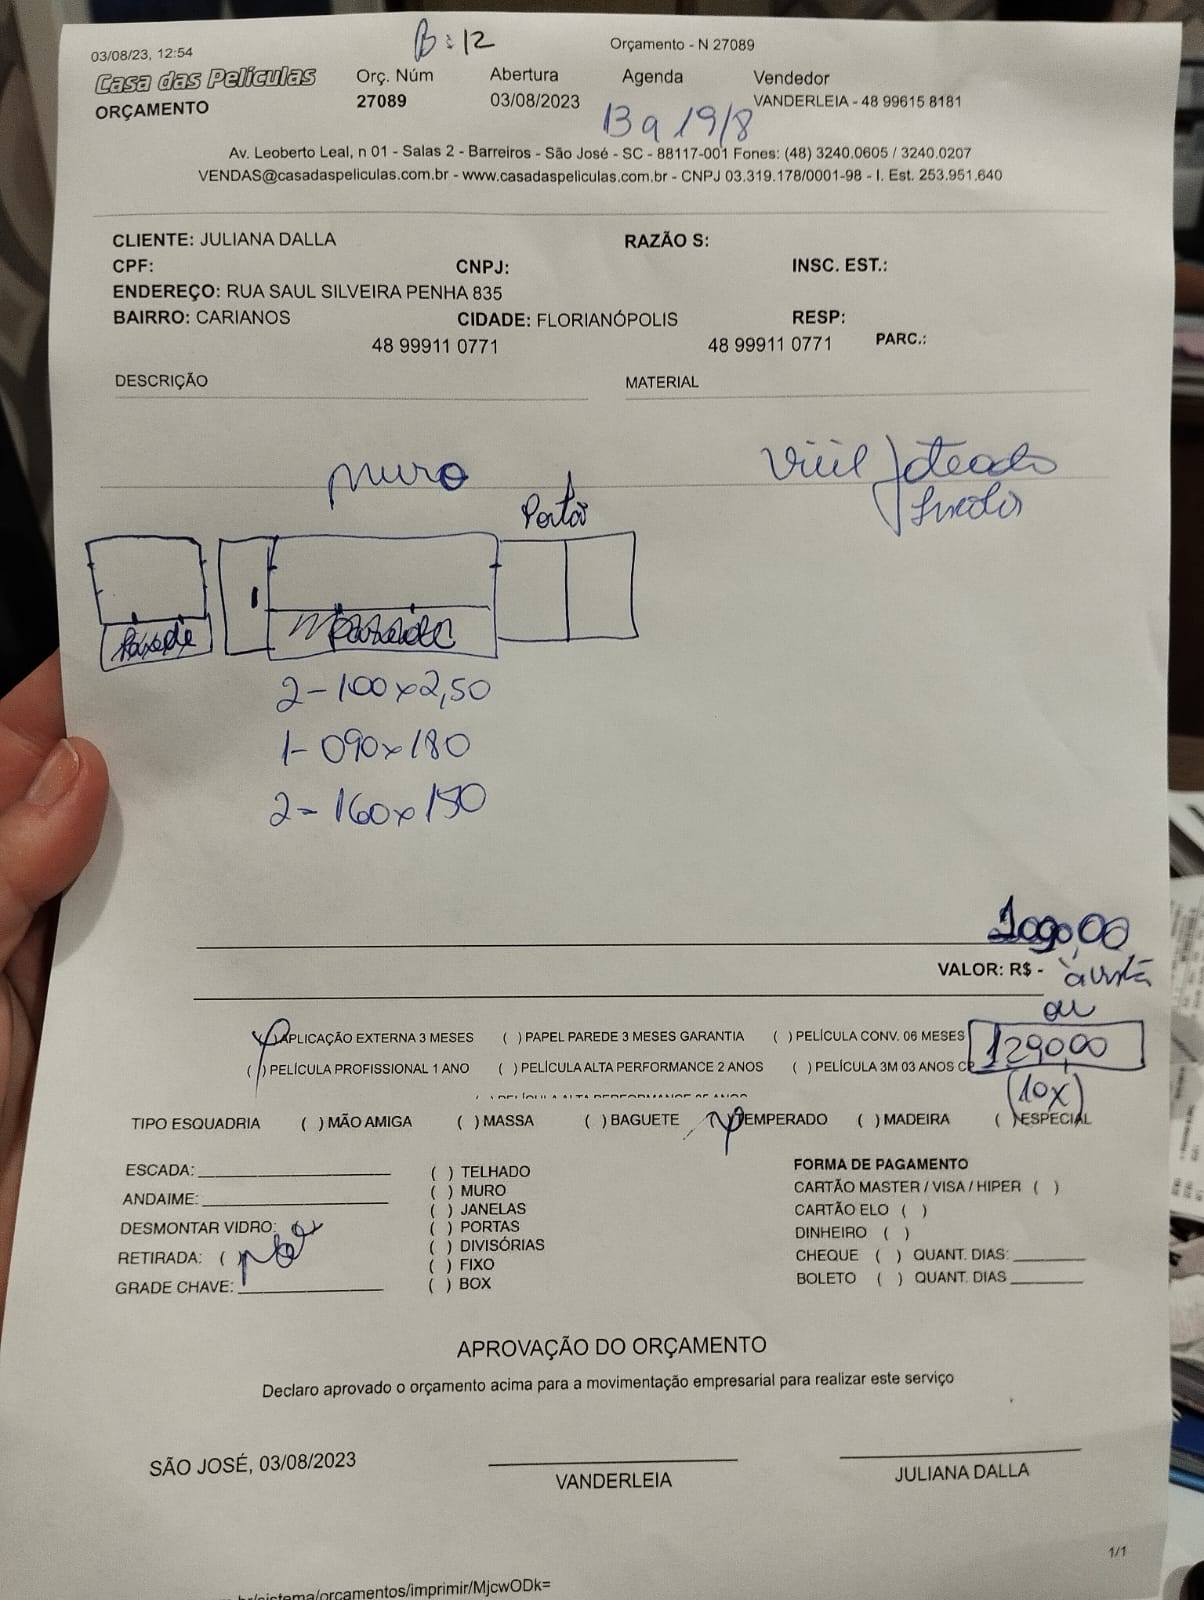 03/08/23, 12:54
B:12
Orçamento - N 27089
Casa das Películas
ORÇAMENTO
Orç. Núm
27089
Abertura
03/08/2023
Agenda
13 a 19/8
Vendedor
VANDERLEIA - 48 99615 8181
Av. Leoberto Leal, n 01 - Salas 2 - Barreiros - São José - SC - 88117-001 Fones: (48) 3240.0605 / 3240.0207
VENDAS@casadaspeliculas.com.br - www.casadaspeliculas.com.br - CNPJ 03.319.178/0001-98 - I. Est. 253.951.640
CLIENTE: JULIANA DALLA RAZÃO S:
CPF: CNPJ: INSC. EST.:
ENDEREÇO: RUA SAUL SILVEIRA PENHA 835
BAIRRO: CARIANOS CIDADE: FLORIANÓPOLIS RESP:
48 99911 0771 48 99911 0771 PARC.:
DESCRIÇÃO MATERIAL
muro
Portão
Parede
2-100x2,50
1-090x180
2-160x150
VALOR: R$ - à vista
ou
129000
(10x)
( ) APLICAÇÃO EXTERNA 3 MESES ( ) PAPEL PAREDE 3 MESES GARANTIA ( ) PELÍCULA CONV. 06 MESES
( ) PELÍCULA PROFISSIONAL 1 ANO ( ) PELÍCULA ALTA PERFORMANCE 2 ANOS ( ) PELÍCULA 3M 03 ANOS
TIPO ESQUADRIA ( ) MÃO AMIGA ( ) MASSA ( ) BAGUETE ( ) TEMPERADO ( ) MADEIRA ( ) ESPECIAL
ESCADA:
ANDAIME:
DESMONTAR VIDRO:
RETIRADA: ( não
GRADE CHAVE:
( ) TELHADO
( ) MURO
( ) JANELAS
( ) PORTAS
( ) DIVISÓRIAS
( ) FIXO
( ) BOX
FORMA DE PAGAMENTO
CARTÃO MASTER / VISA / HIPER ( )
CARTÃO ELO ( )
DINHEIRO ( )
CHEQUE ( ) QUANT. DIAS:
BOLETO ( ) QUANT. DIAS
APROVAÇÃO DO ORÇAMENTO
Declaro aprovado o orçamento acima para a movimentação empresarial para realizar este serviço
SÃO JOSÉ, 03/08/2023
VANDERLEIA
JULIANA DALLA
1/1
/sistema/orcamentos/imprimir/MjcwODk=